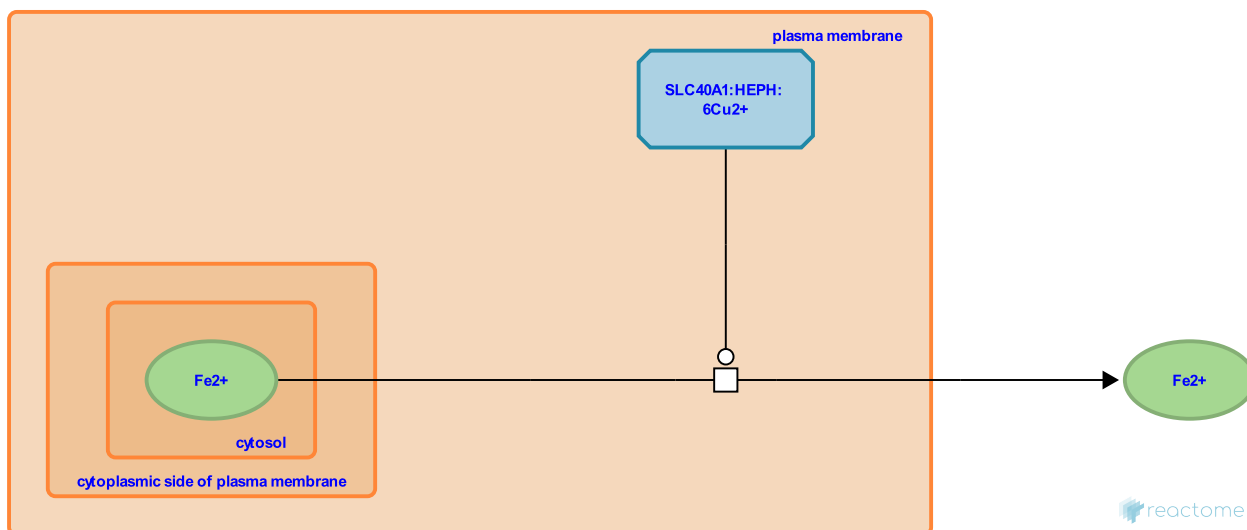 plasma membrane
SLC40A1:HEPH:
6Cu2+
Fe2+
Fe2+
cytosol
cytoplasmic side of plasma membrane
reactome